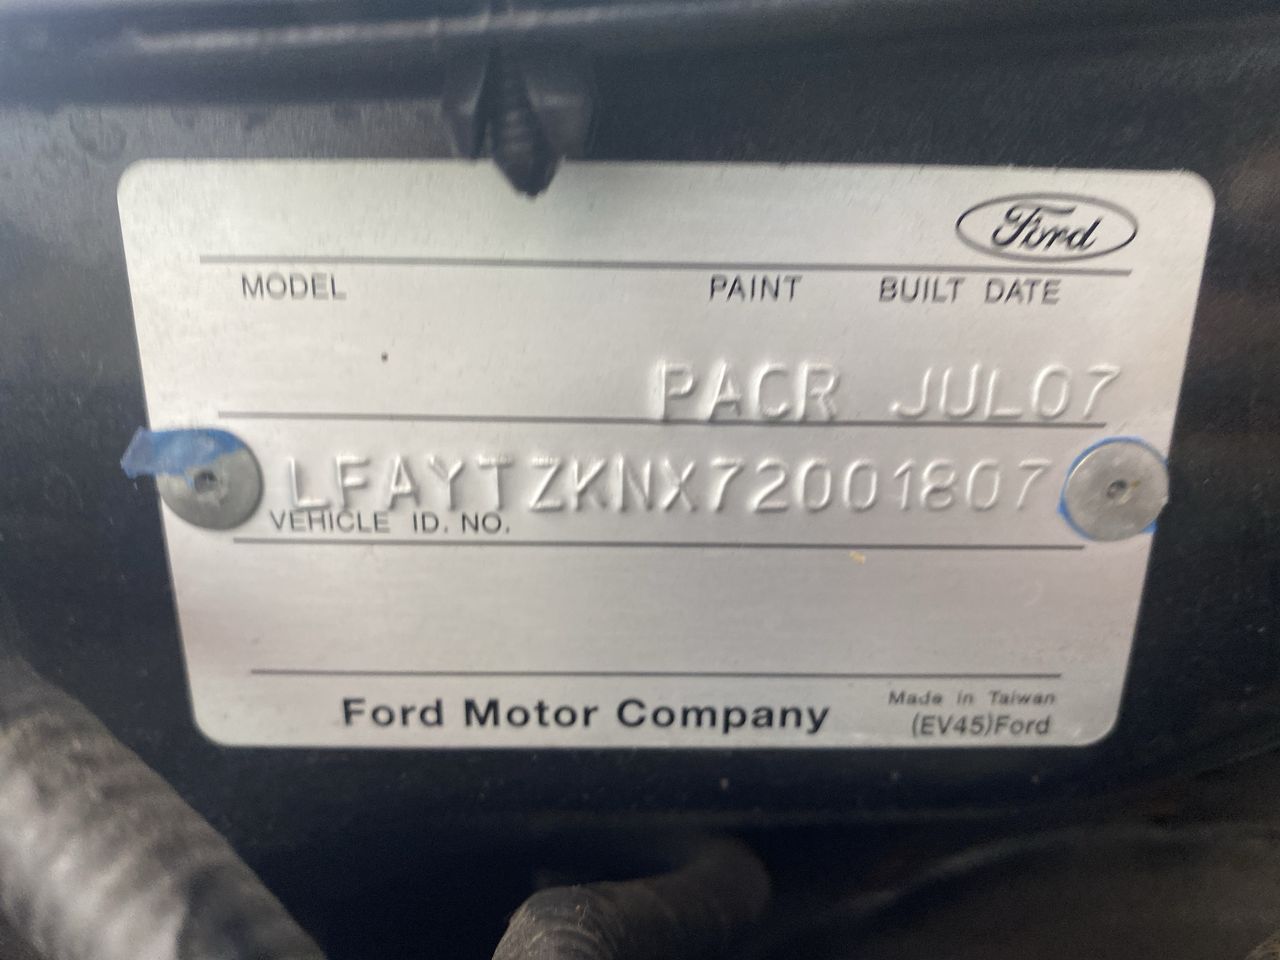 Ford
MODEL PAINT BUILT DATE
PACR JUL07
LFAYTZKNX72001807
VEHICLE ID. NO.
Ford Motor Company
Made in Taiwan
(EV45)Ford